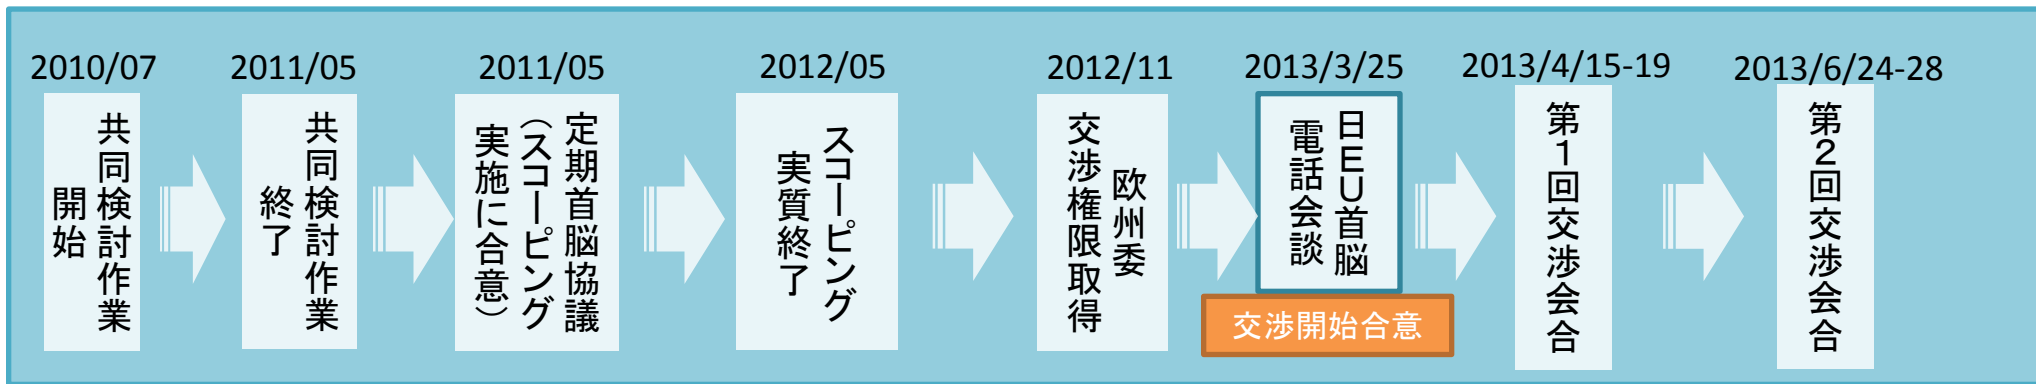 2010/07
共同検討作業
開始
2011/05
共同検討作業
終了
2011/05
定期首脳協議
（スコーピング
実施に合意）
2012/05
スコーピング
実質終了
2012/11
欧州委
交渉権限取得
2013/3/25
日EU首脳
電話会談
交渉開始合意
2013/4/15-19
第１回交渉会合
2013/6/24-28
第２回交渉会合